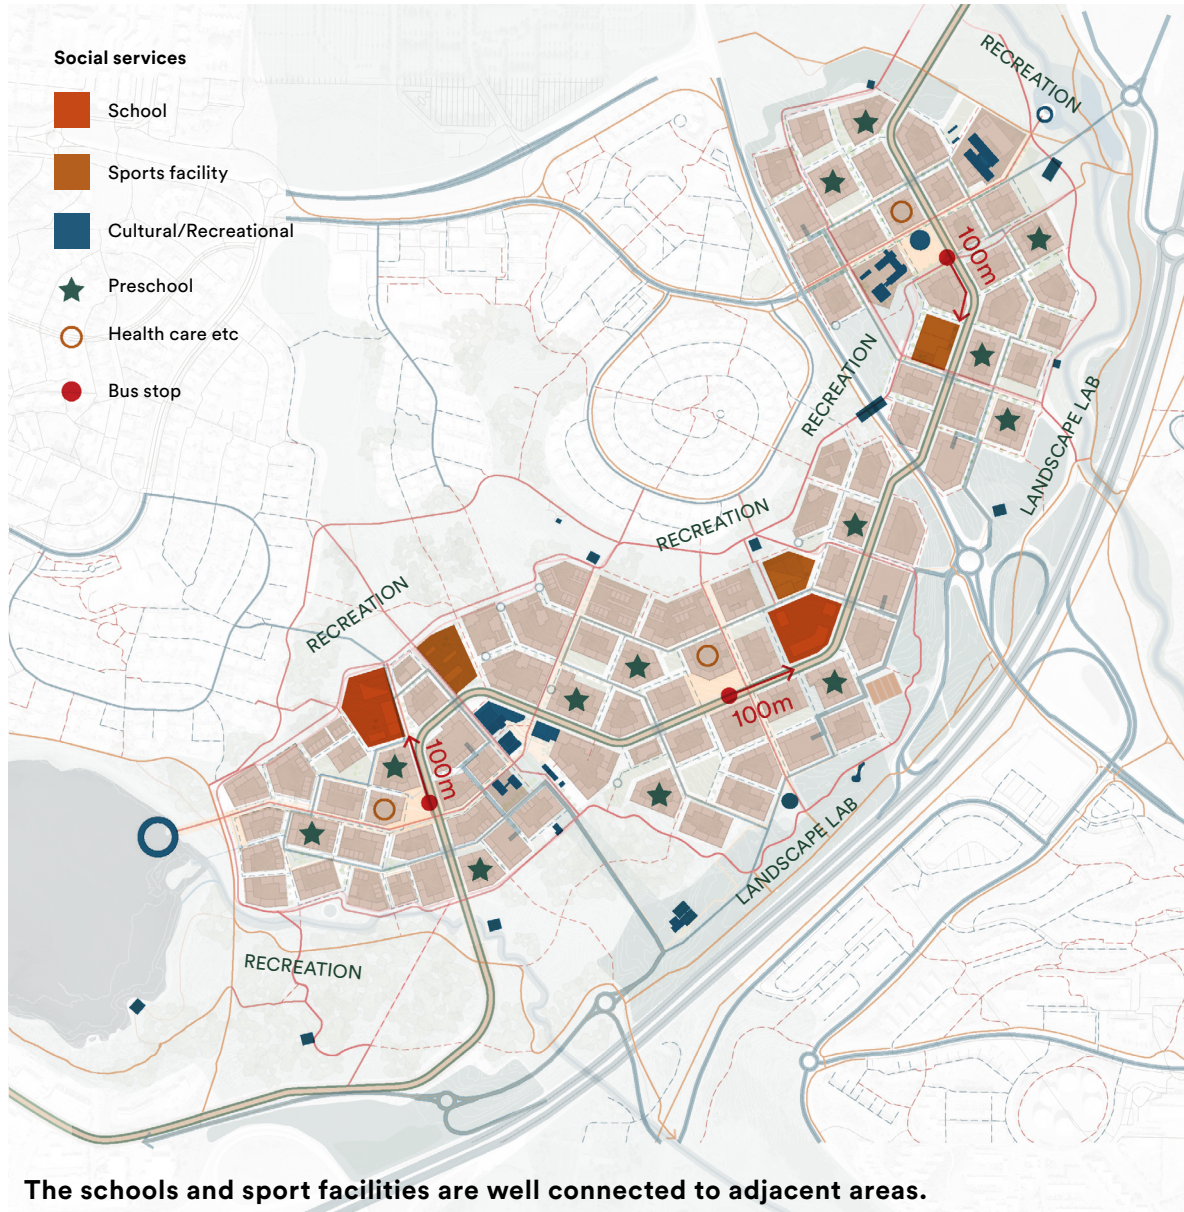 Social services
School
Sports facility
Cultural/Recreational
Preschool
Health care etc
Bus stop
RECREATION
100m
RECREATION
LANDSCAPE LAB
RECREATION
RECREATION
100m
100m
LANDSCAPE LAB
RECREATION
The schools and sport facilities are well connected to adjacent areas.